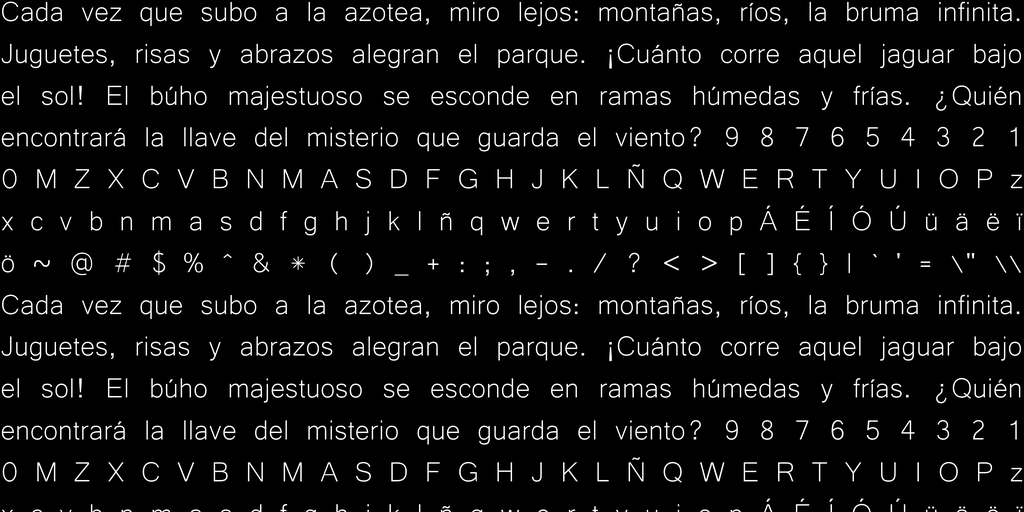 Cada vez que subo a la azotea, miro lejos: montañas, ríos, la bruma infinita.
Juguetes, risas y abrazos alegran el parque. ¡Cuánto corre aquel jaguar bajo
el sol! El búho majestuoso se esconde en ramas húmedas y frías. ¿Quién
encontrará la llave del misterio que guarda el viento? 9 8 7 6 5 4 3 2 1
0 M Z X C V B N M A S D F G H J K L Ñ Q W E R T Y U I O P z
x c v b n m a s d f g h j k l ñ q w e r t y u i o p Á É Í Ó Ú ü ä ë ï
ö ~ @ # $ % ^ & * ( ) _ + : ; , - . / ? < > [ ] { } | ` ' = \" \\
Cada vez que subo a la azotea, miro lejos: montañas, ríos, la bruma infinita.
Juguetes, risas y abrazos alegran el parque. ¡Cuánto corre aquel jaguar bajo
el sol! El búho majestuoso se esconde en ramas húmedas y frías. ¿Quién
encontrará la llave del misterio que guarda el viento? 9 8 7 6 5 4 3 2 1
0 M Z X C V B N M A S D F G H J K L Ñ Q W E R T Y U I O P z